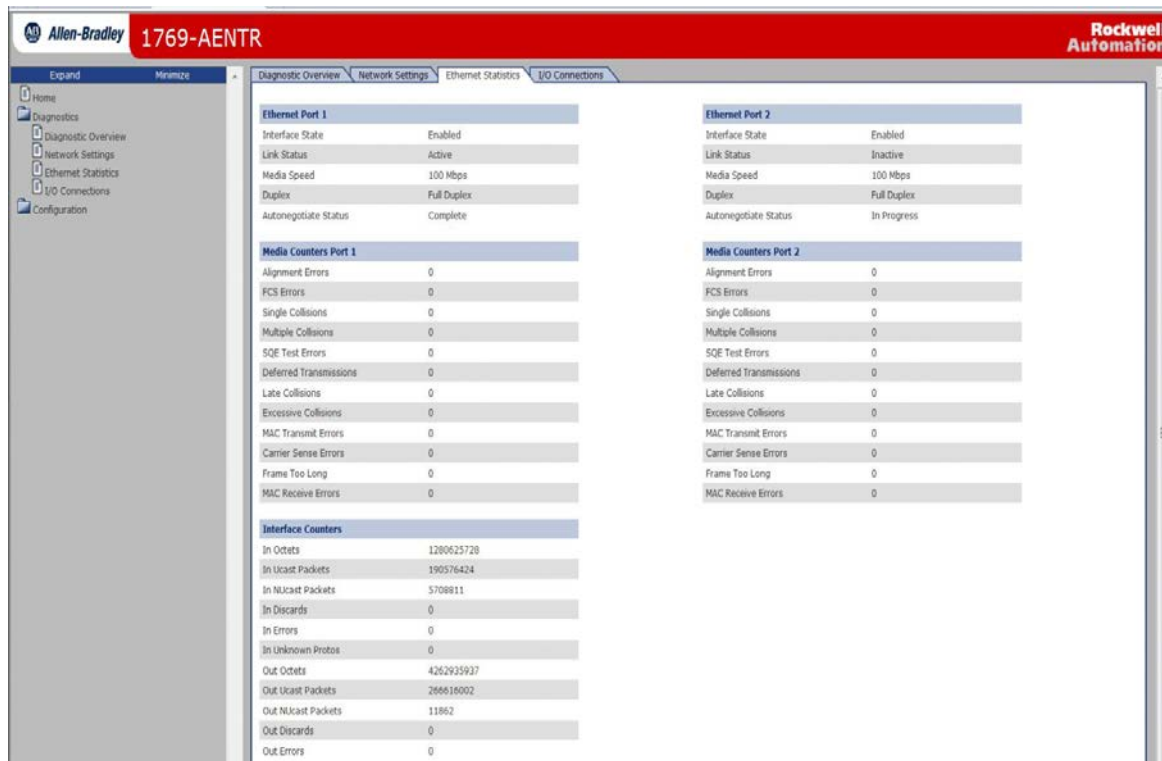 Allen-Bradley 1769-AENTR Rockwell Automation
Expand Minimize
Home
Diagnostics
Diagnostic Overview
Network Settings
Ethernet Statistics
I/O Connections
Configuration
Diagnostic Overview Network Settings Ethernet Statistics I/O Connections
Ethernet Port 1
Interface State Enabled
Link Status Active
Media Speed 100 Mbps
Duplex Full Duplex
Autonegotiate Status Complete
Media Counters Port 1
Alignment Errors 0
FCS Errors 0
Single Collisions 0
Multiple Collisions 0
SQE Test Errors 0
Deferred Transmissions 0
Late Collisions 0
Excessive Collisions 0
MAC Transmit Errors 0
Carrier Sense Errors 0
Frame Too Long 0
MAC Receive Errors 0
Interface Counters
In Octets 1280625728
In Ucast Packets 190576424
In NUcast Packets 5708811
In Discards 0
In Errors 0
In Unknown Protos 0
Out Octets 4262935937
Out Ucast Packets 266616002
Out NUcast Packets 11862
Out Discards 0
Out Errors 0
Ethernet Port 2
Interface State Enabled
Link Status Inactive
Media Speed 100 Mbps
Duplex Full Duplex
Autonegotiate Status In Progress
Media Counters Port 2
Alignment Errors 0
FCS Errors 0
Single Collisions 0
Multiple Collisions 0
SQE Test Errors 0
Deferred Transmissions 0
Late Collisions 0
Excessive Collisions 0
MAC Transmit Errors 0
Carrier Sense Errors 0
Frame Too Long 0
MAC Receive Errors 0